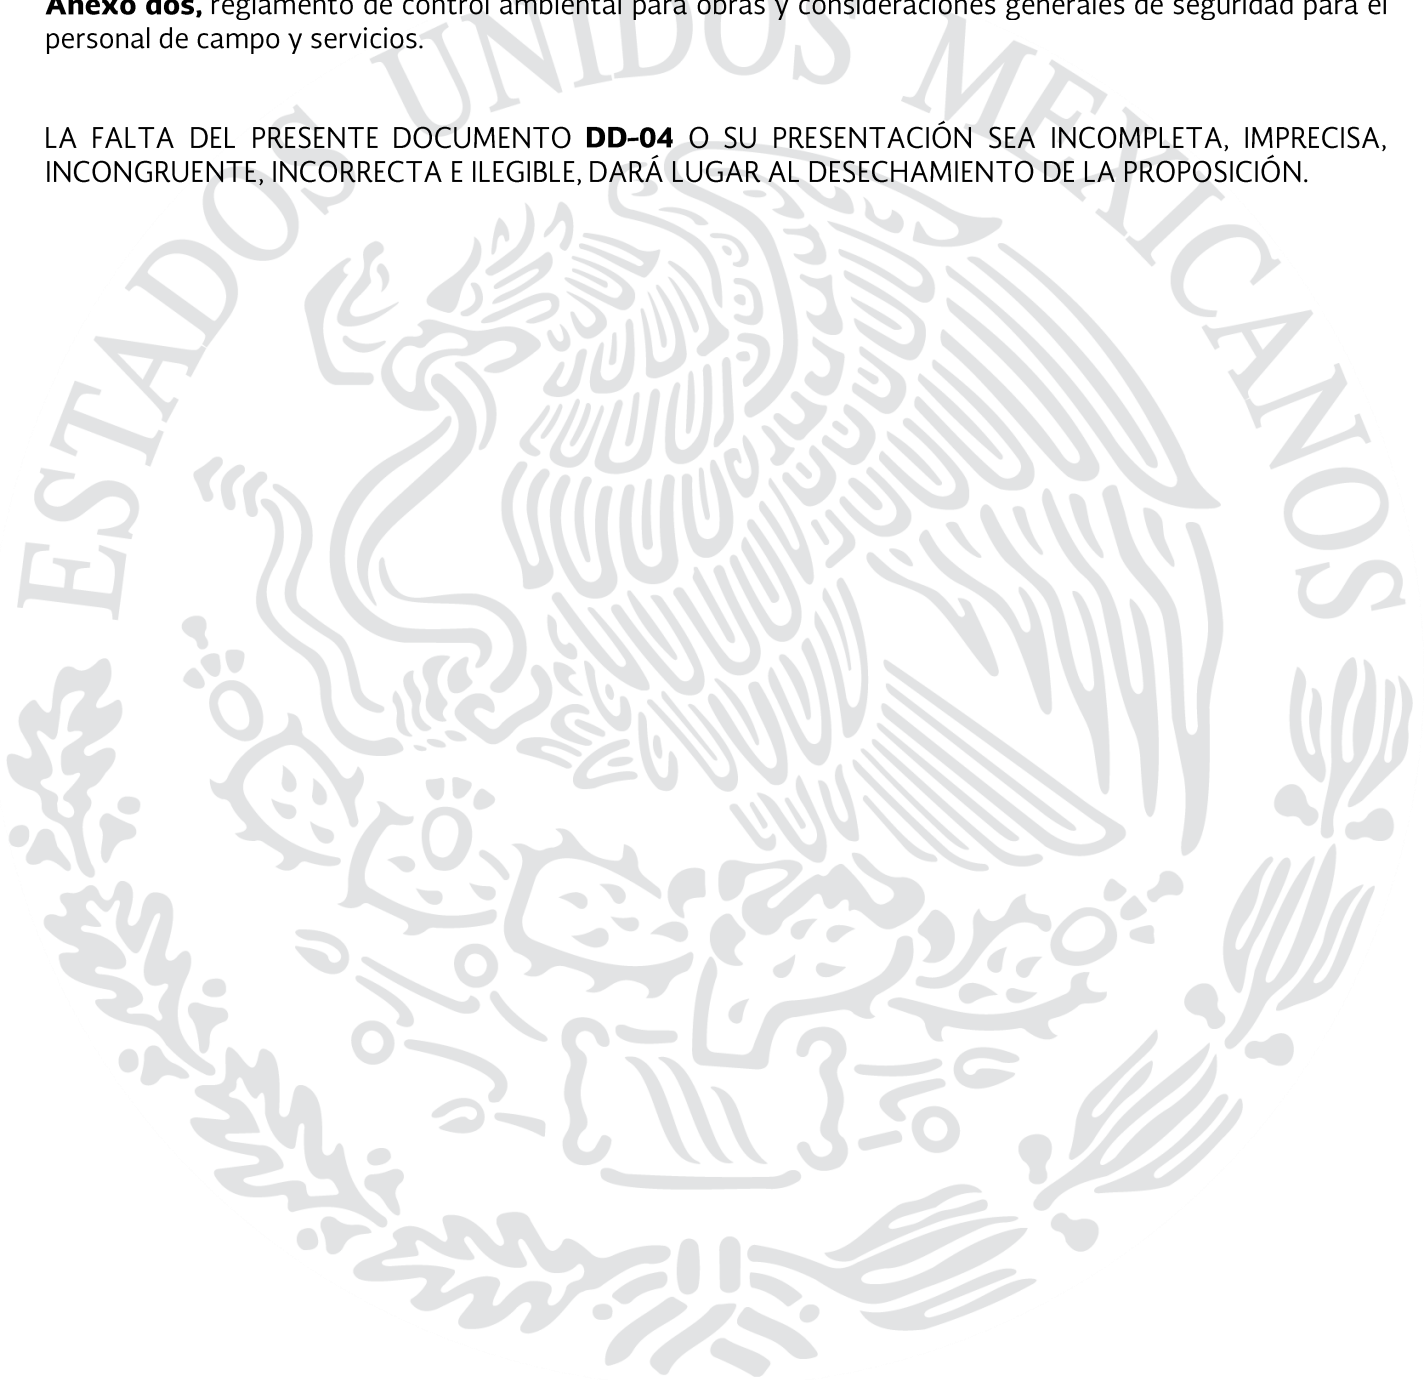 Anexo dos, reglamento de control ambiental para obras y consideraciones generales de seguridad para el
personal de campo y servicios.
LA FALTA DEL PRESENTE DOCUMENTO DD-04 O SU PRESENTACIÓN SEA INCOMPLETA, IMPRECISA,
INCONGRUENTE, INCORRECTA E ILEGIBLE, DARÁ LUGAR AL DESECHAMIENTO DE LA PROPOSICIÓN.
ESTADOS UNIDOS MEXICANOS